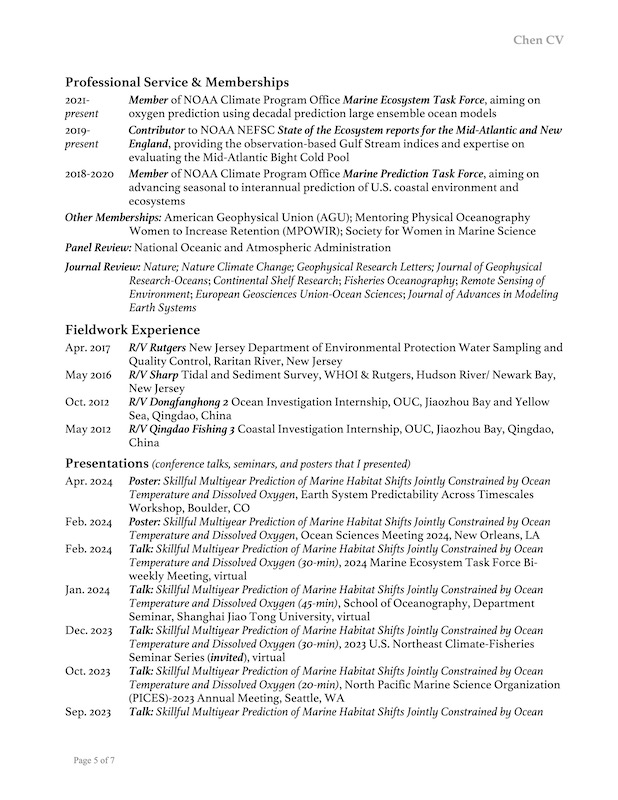 Chen CV
Professional Service & Memberships
2021- Member of NOAA Climate Program Office Marine Ecosystem Task Force, aiming on
present oxygen prediction using decadal prediction large ensemble ocean models
2019- Contributor to NOAA NEFSC State of the Ecosystem reports for the Mid-Atlantic and New
present England, providing the observation-based Gulf Stream indices and expertise on
evaluating the Mid-Atlantic Bight Cold Pool
2018-2020 Member of NOAA Climate Program Office Marine Prediction Task Force, aiming on
advancing seasonal to interannual prediction of U.S. coastal environment and
ecosystems
Other Memberships: American Geophysical Union (AGU); Mentoring Physical Oceanography
Women to Increase Retention (MPOWIR); Society for Women in Marine Science
Panel Review: National Oceanic and Atmospheric Administration
Journal Review: Nature; Nature Climate Change; Geophysical Research Letters; Journal of Geophysical
Research-Oceans; Continental Shelf Research; Fisheries Oceanography; Remote Sensing of
Environment; European Geosciences Union-Ocean Sciences; Journal of Advances in Modeling
Earth Systems
Fieldwork Experience
Apr. 2017 R/V Rutgers New Jersey Department of Environmental Protection Water Sampling and
Quality Control, Raritan River, New Jersey
May 2016 R/V Sharp Tidal and Sediment Survey, WHOI & Rutgers, Hudson River/ Newark Bay,
New Jersey
Oct. 2012 R/V Dongfanghong 2 Ocean Investigation Internship, OUC, Jiaozhou Bay and Yellow
Sea, Qingdao, China
May 2012 R/V Qingdao Fishing 3 Coastal Investigation Internship, OUC, Jiaozhou Bay, Qingdao,
China
Presentations (conference talks, seminars, and posters that I presented)
Apr. 2024 Poster: Skillful Multiyear Prediction of Marine Habitat Shifts Jointly Constrained by Ocean
Temperature and Dissolved Oxygen, Earth System Predictability Across Timescales
Workshop, Boulder, CO
Feb. 2024 Poster: Skillful Multiyear Prediction of Marine Habitat Shifts Jointly Constrained by Ocean
Temperature and Dissolved Oxygen, Ocean Sciences Meeting 2024, New Orleans, LA
Feb. 2024 Talk: Skillful Multiyear Prediction of Marine Habitat Shifts Jointly Constrained by Ocean
Temperature and Dissolved Oxygen (30-min), 2024 Marine Ecosystem Task Force Bi-
weekly Meeting, virtual
Jan. 2024 Talk: Skillful Multiyear Prediction of Marine Habitat Shifts Jointly Constrained by Ocean
Temperature and Dissolved Oxygen (45-min), School of Oceanography, Department
Seminar, Shanghai Jiao Tong University, virtual
Dec. 2023 Talk: Skillful Multiyear Prediction of Marine Habitat Shifts Jointly Constrained by Ocean
Temperature and Dissolved Oxygen (30-min), 2023 U.S. Northeast Climate-Fisheries
Seminar Series (invited), virtual
Oct. 2023 Talk: Skillful Multiyear Prediction of Marine Habitat Shifts Jointly Constrained by Ocean
Temperature and Dissolved Oxygen (20-min), North Pacific Marine Science Organization
(PICES)-2023 Annual Meeting, Seattle, WA
Sep. 2023 Talk: Skillful Multiyear Prediction of Marine Habitat Shifts Jointly Constrained by Ocean
Page 5 of 7